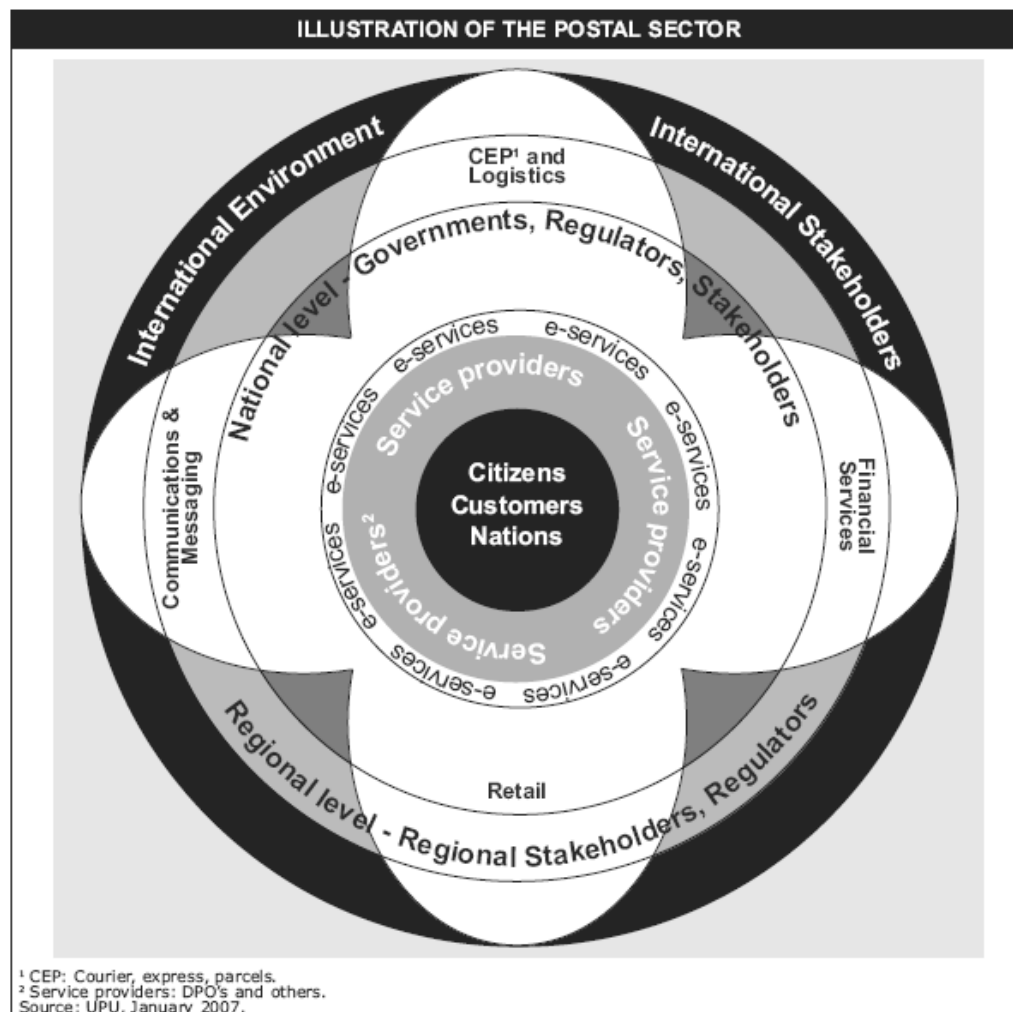 ILLUSTRATION OF THE POSTAL SECTOR
International Environment
International Stakeholders
CEP¹ and
Logistics
National level - Governments, Regulators, Stakeholders
e-services
e-services
e-services
e-services
e-services
e-services
e-services
e-services
e-services
Service providers
Service providers
Service providers²
Citizens
Customers
Nations
Communications &
Messaging
Financial
Services
Retail
Regional level - Regional Stakeholders, Regulators
¹ CEP: Courier, express, parcels.
² Service providers: DPO's and others.
Source: UPU, January 2007.